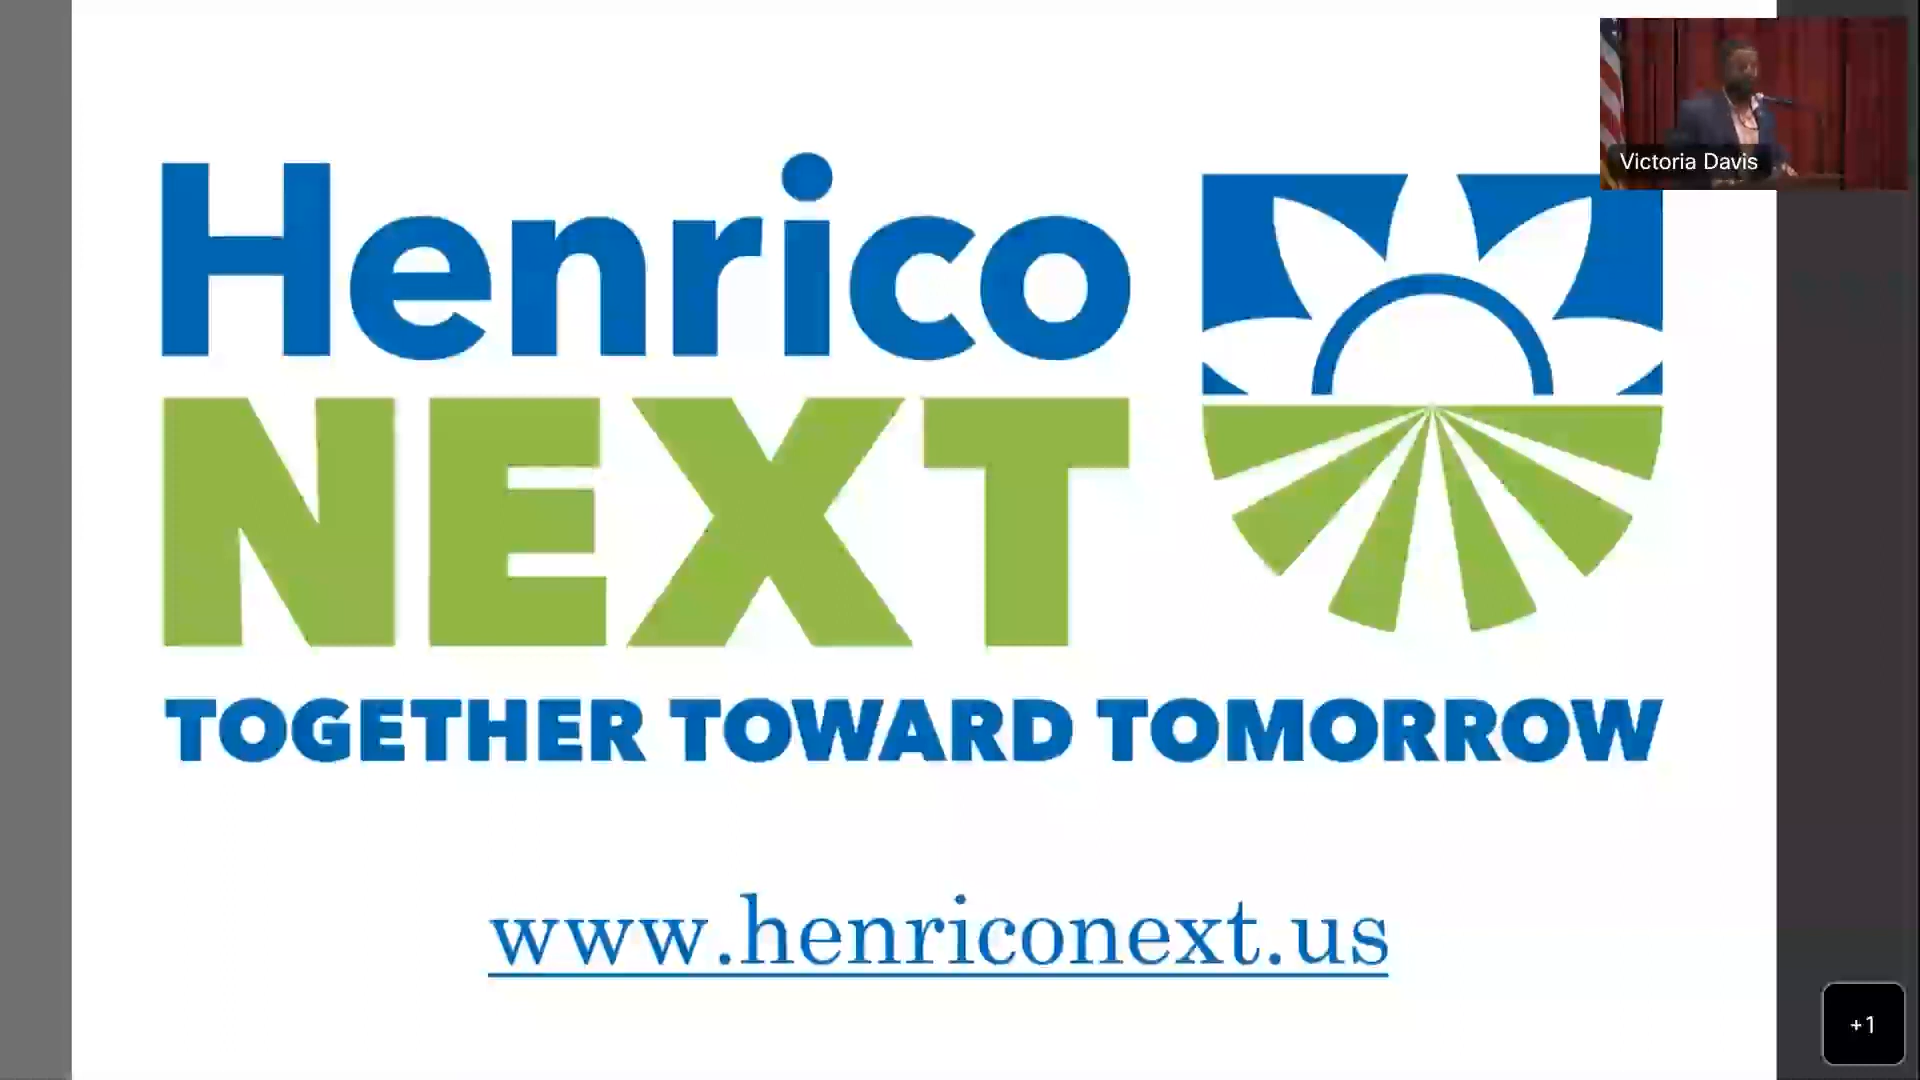 Henrico
NEXT
TOGETHER TOWARD TOMORROW
www.henriconext.us
Victoria Davis
+1